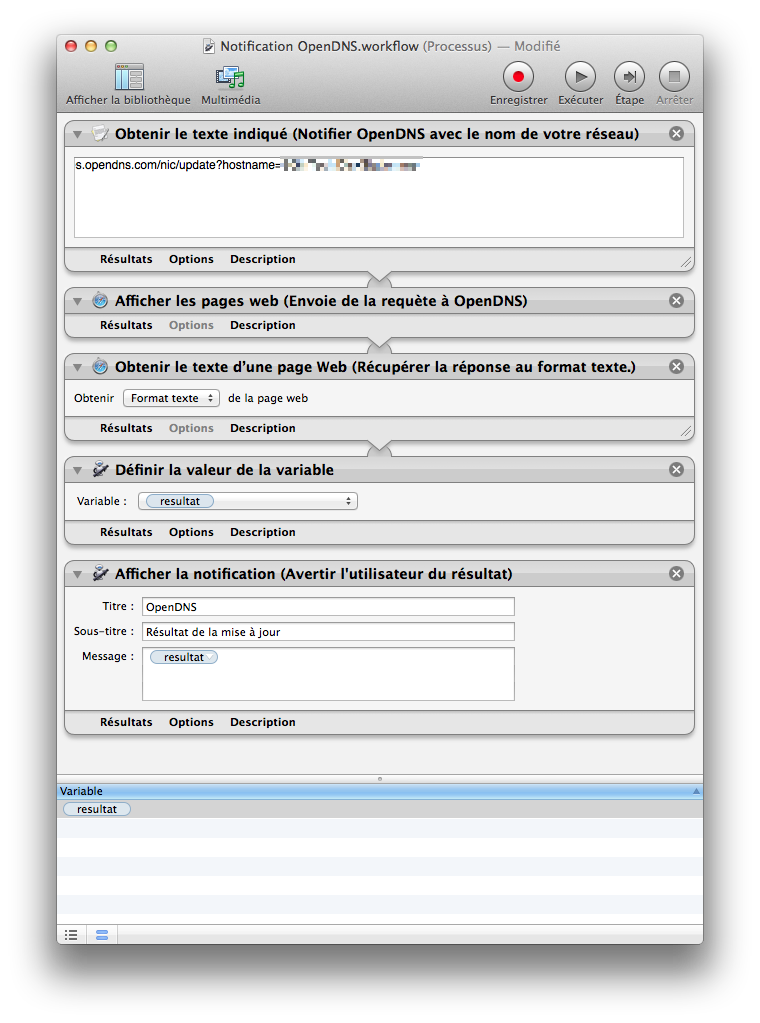 Notification OpenDNS.workflow (Processus) — Modifié
Afficher la bibliothèque Multimédia Enregistrer Exécuter Étape Arrêter
Obtenir le texte indiqué (Notifier OpenDNS avec le nom de votre réseau)
s.opendns.com/nic/update?hostname=
Résultats Options Description
Afficher les pages web (Envoie de la requète à OpenDNS)
Résultats Options Description
Obtenir le texte d’une page Web (Récupérer la réponse au format texte.)
Obtenir Format texte de la page web
Résultats Options Description
Définir la valeur de la variable
Variable : resultat
Résultats Options Description
Afficher la notification (Avertir l'utilisateur du résultat)
Titre : OpenDNS
Sous-titre : Résultat de la mise à jour
Message : resultat
Résultats Options Description
Variable
resultat